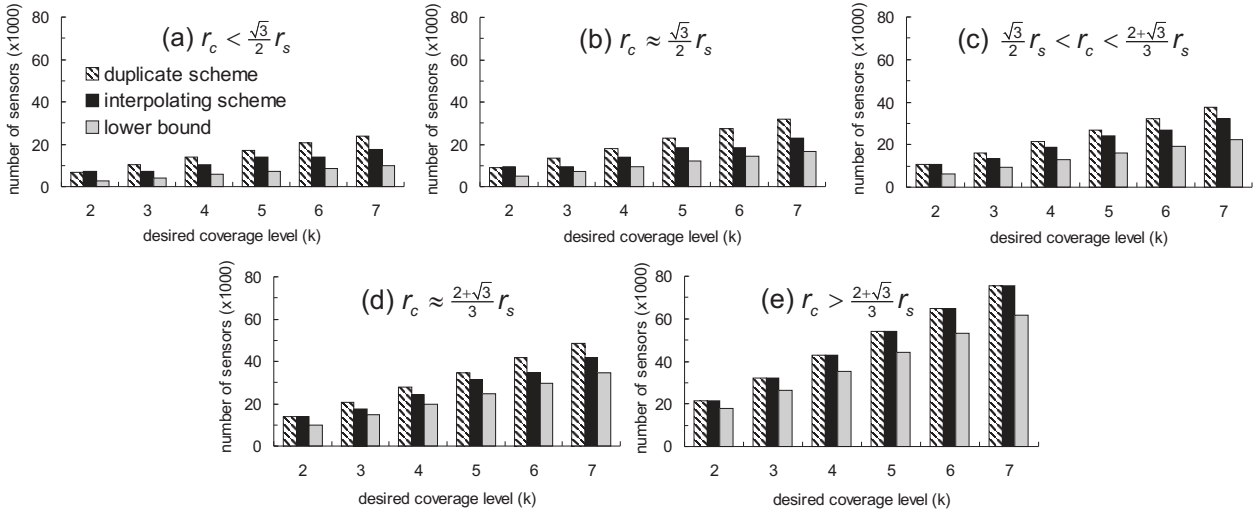 (a) r_c < √3/2 r_s
number of sensors (x1000)
80
60
40
20
0
duplicate scheme
interpolating scheme
lower bound
2 3 4 5 6 7
desired coverage level (k)
(b) r_c ≈ √3/2 r_s
number of sensors (x1000)
80
60
40
20
0
2 3 4 5 6 7
desired coverage level (k)
(c) √3/2 r_s < r_c < 2+√3/3 r_s
number of sensors (x1000)
80
60
40
20
0
2 3 4 5 6 7
desired coverage level (k)
(d) r_c ≈ 2+√3/3 r_s
number of sensors (x1000)
80
60
40
20
0
2 3 4 5 6 7
desired coverage level (k)
(e) r_c > 2+√3/3 r_s
number of sensors (x1000)
80
60
40
20
0
2 3 4 5 6 7
desired coverage level (k)